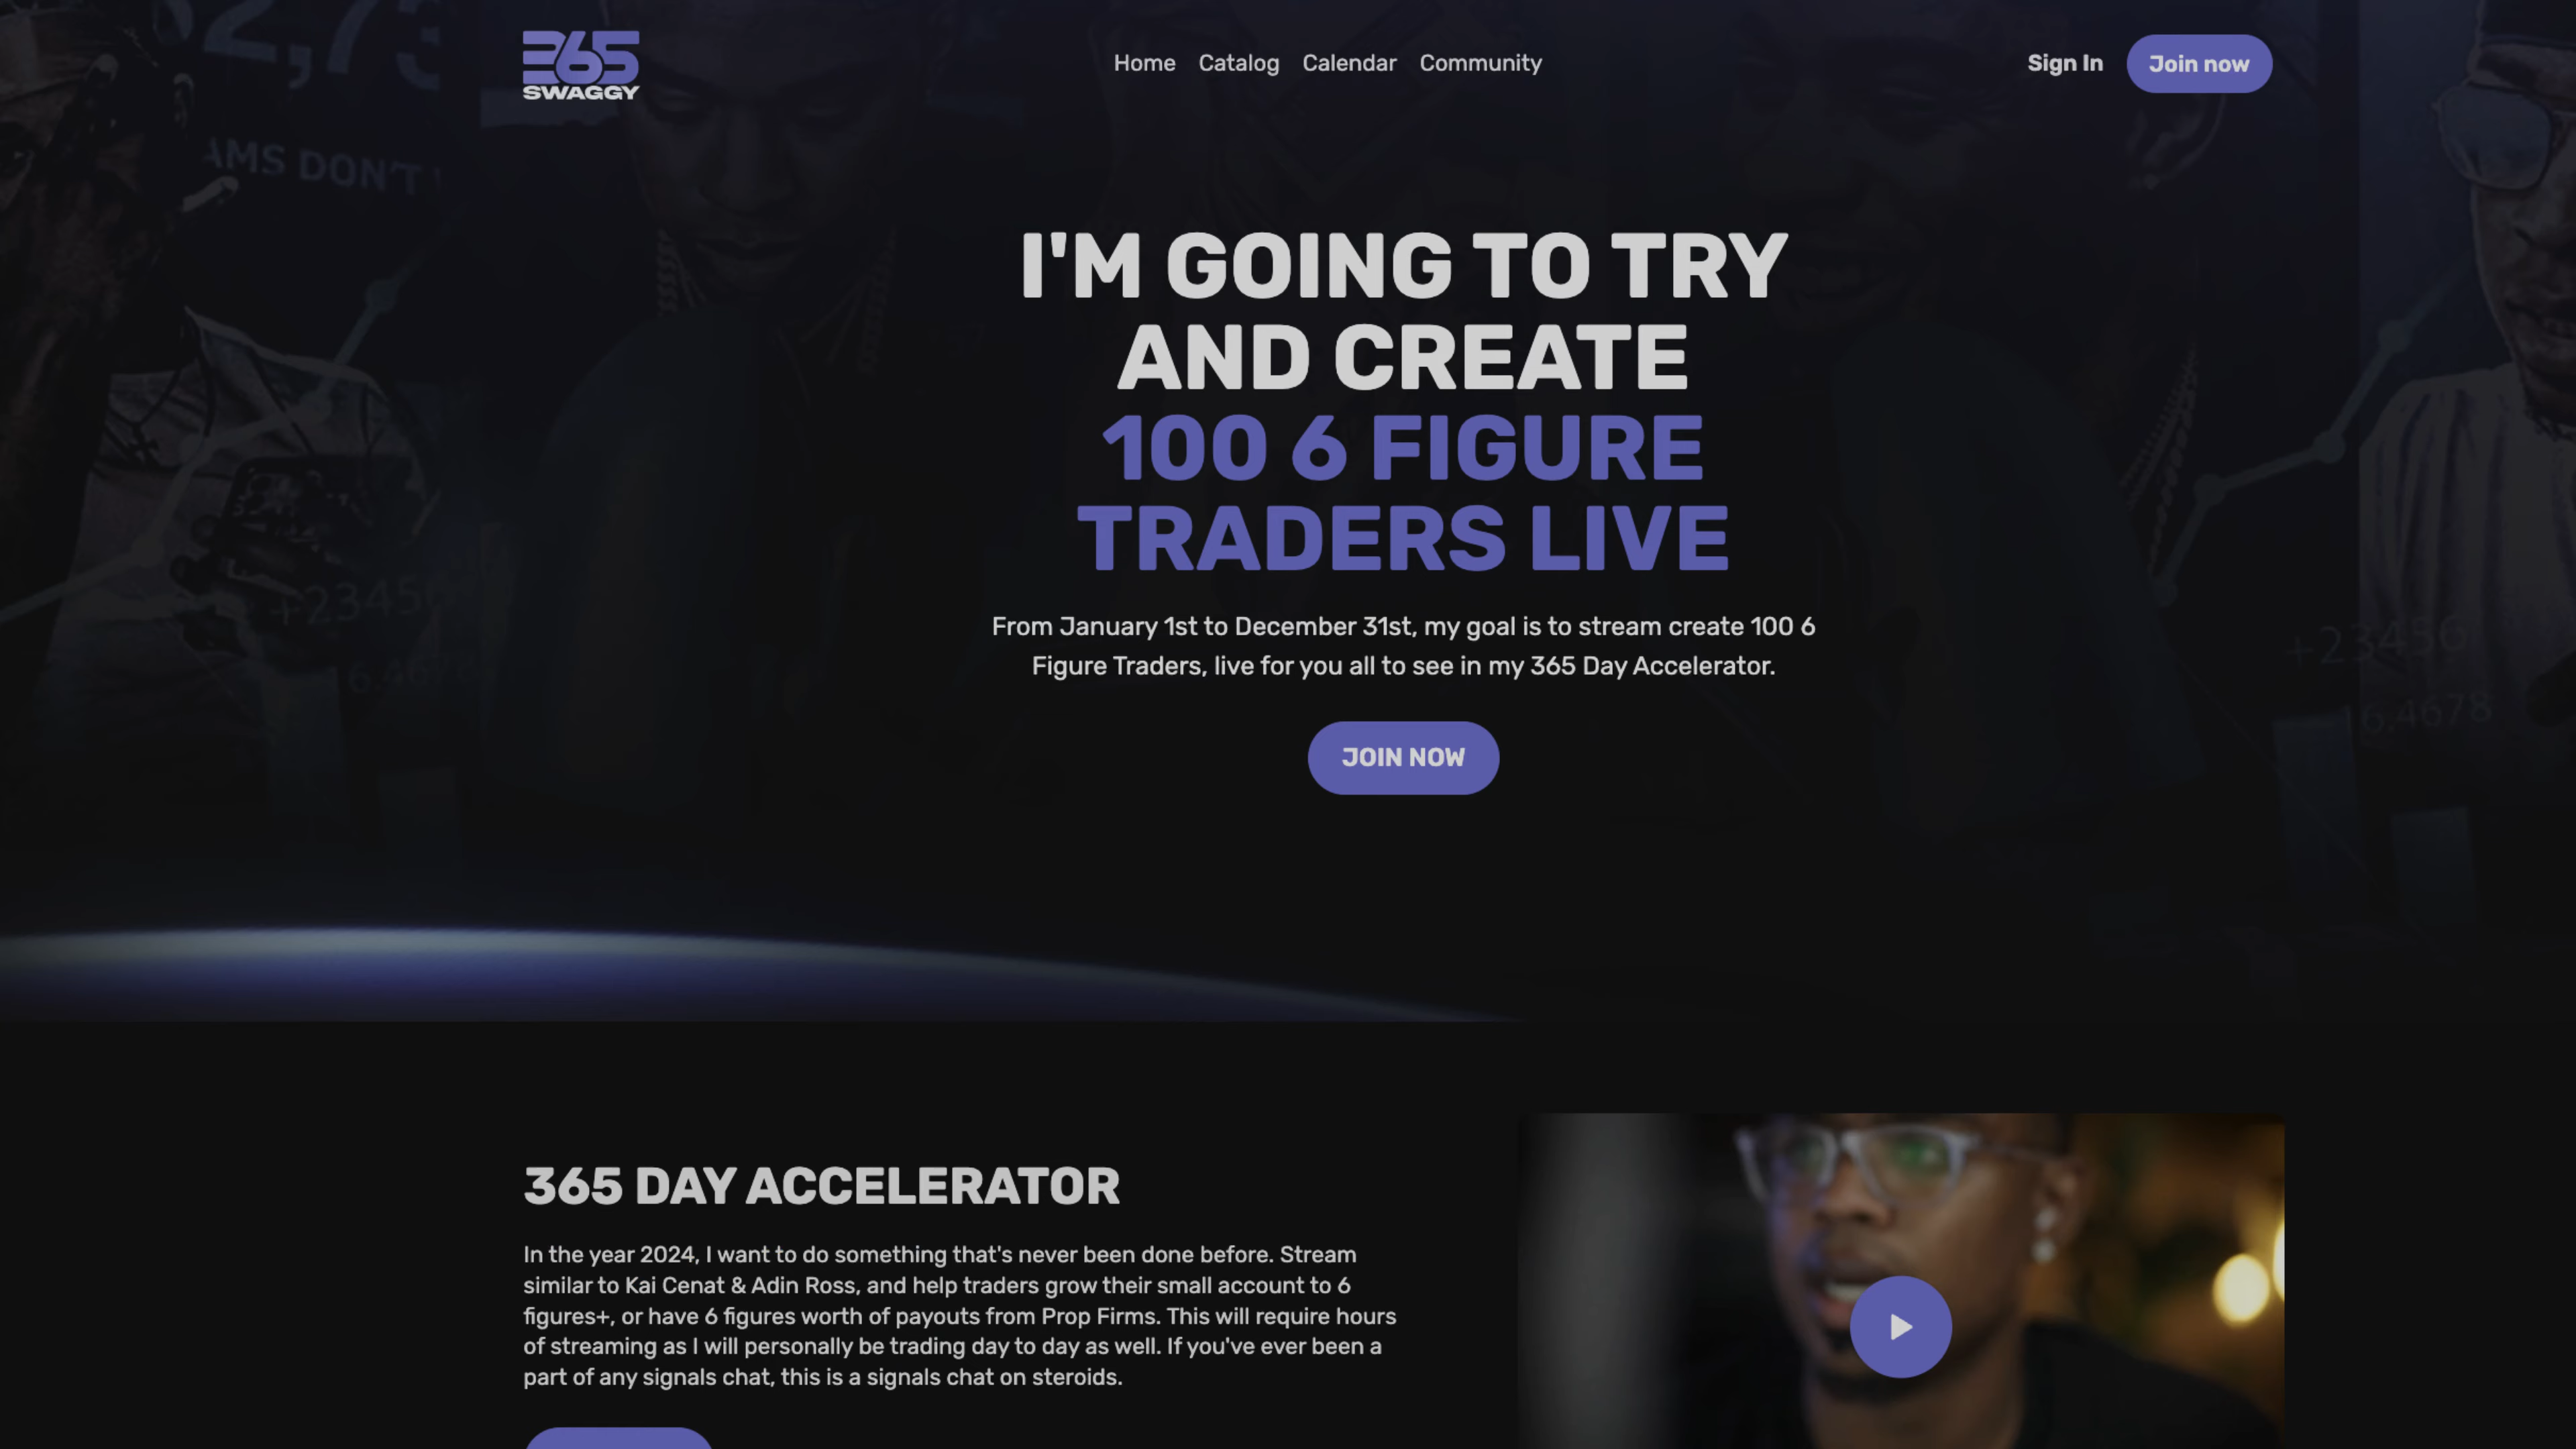 365
SWAGGY
Home Catalog Calendar Community
Sign In
Join now
AMS DON'T
I'M GOING TO TRY
AND CREATE
100 6 FIGURE
TRADERS LIVE
From January 1st to December 31st, my goal is to stream create 100 6
Figure Traders, live for you all to see in my 365 Day Accelerator.
JOIN NOW
+23456
16.4678
365 DAY ACCELERATOR
In the year 2024, I want to do something that's never been done before. Stream
similar to Kai Cenat & Adin Ross, and help traders grow their small account to 6
figures+, or have 6 figures worth of payouts from Prop Firms. This will require hours
of streaming as I will personally be trading day to day as well. If you've ever been a
part of any signals chat, this is a signals chat on steroids.